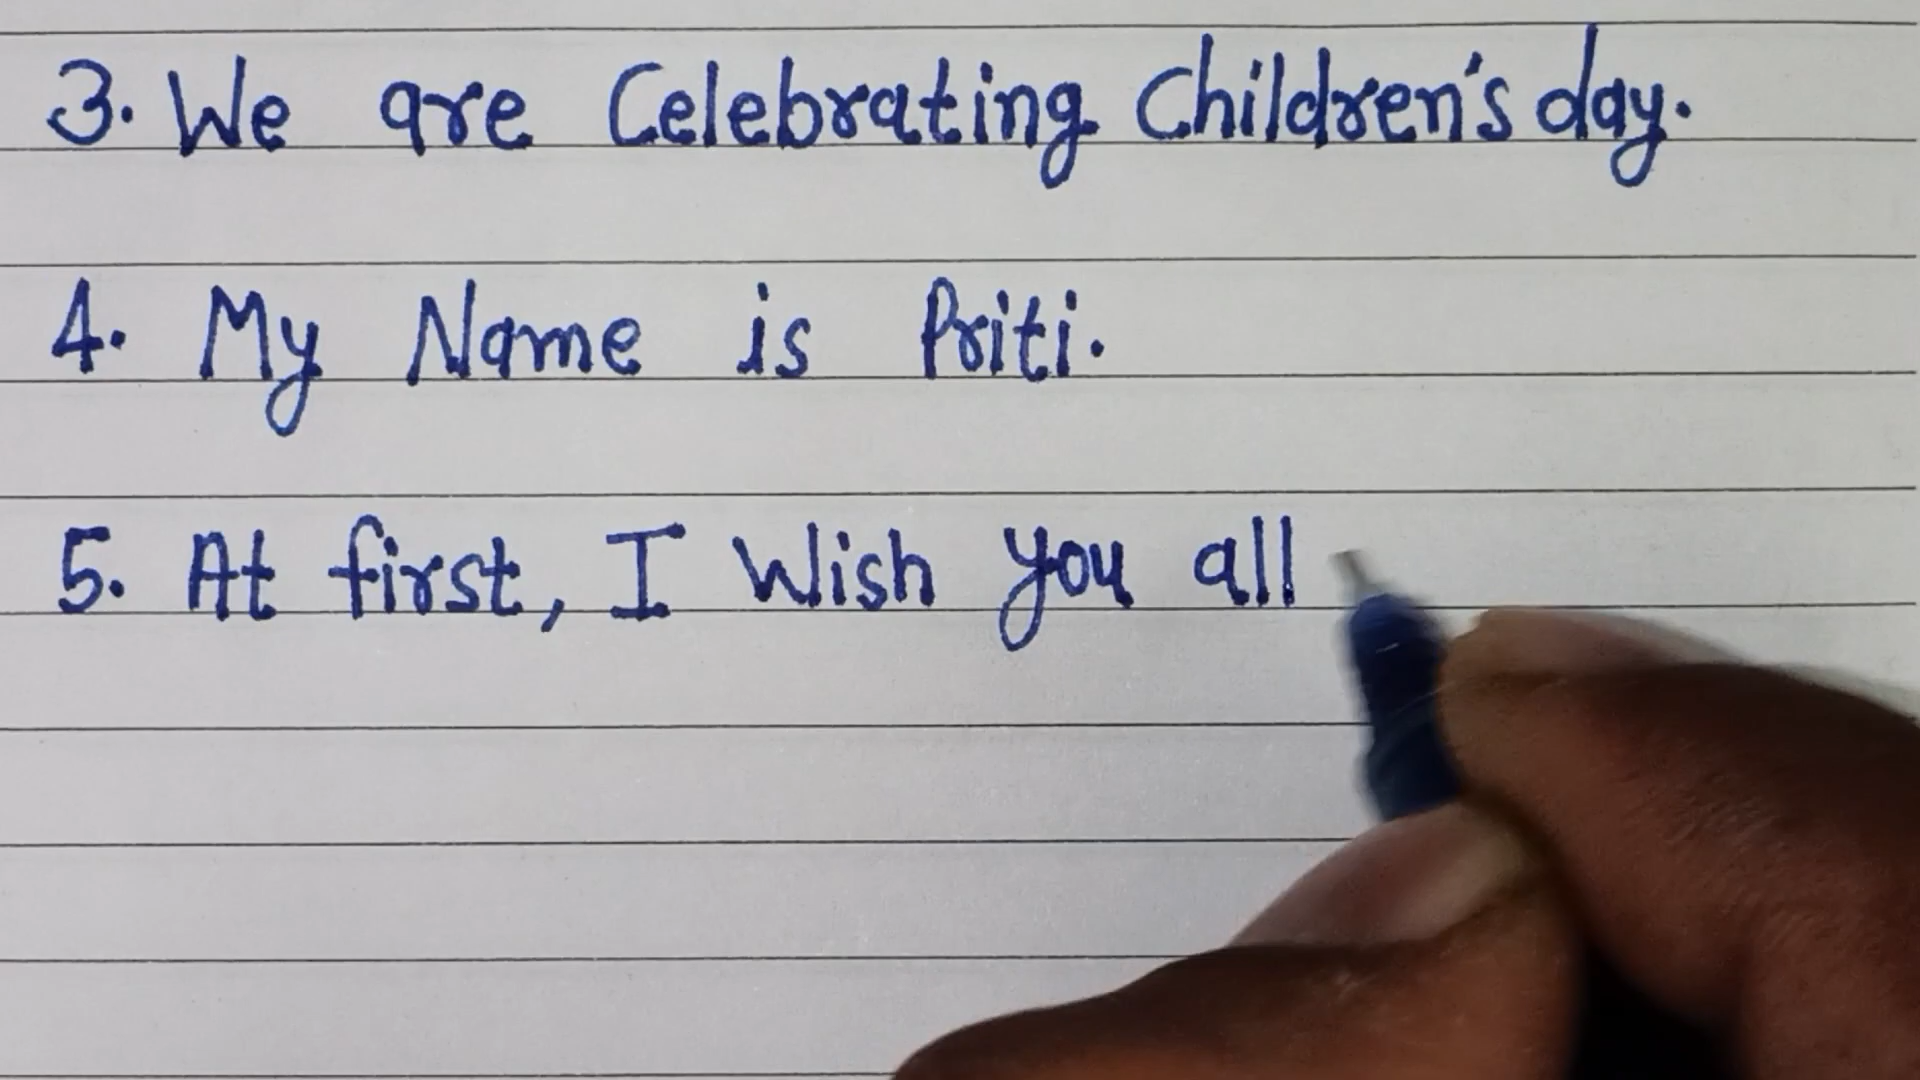 3. We are Celebrating Children's day.
4. My Name is Priti.
5. At first, I Wish you all